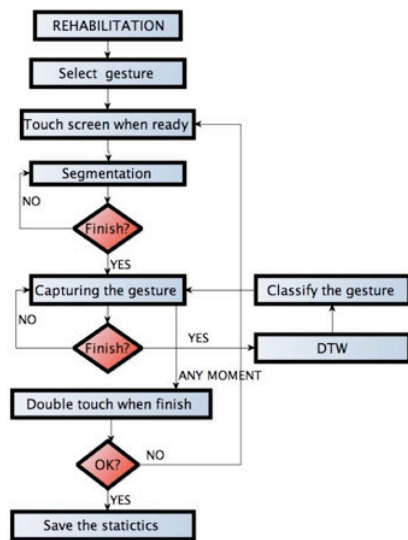 REHABILITATION
Select gesture
Touch screen when ready
Segmentation
NO
Finish?
YES
Capturing the gesture
Classify the gesture
NO
Finish?
YES
DTW
ANY MOMENT
Double touch when finish
OK?
NO
YES
Save the statictics